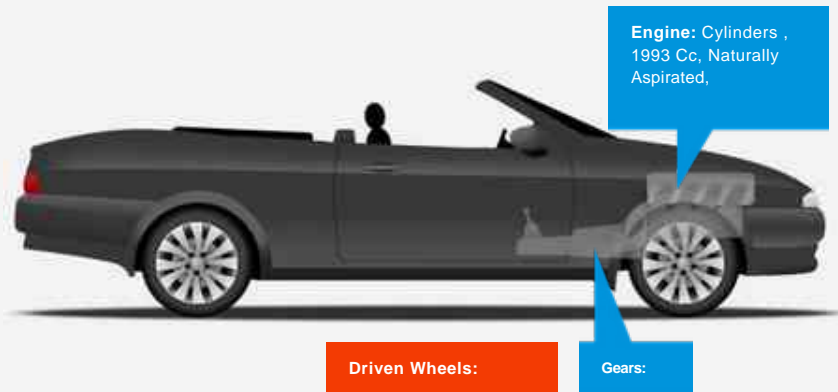 Engine: Cylinders ,
1993 Cc, Naturally
Aspirated,
Driven Wheels:
Gears: